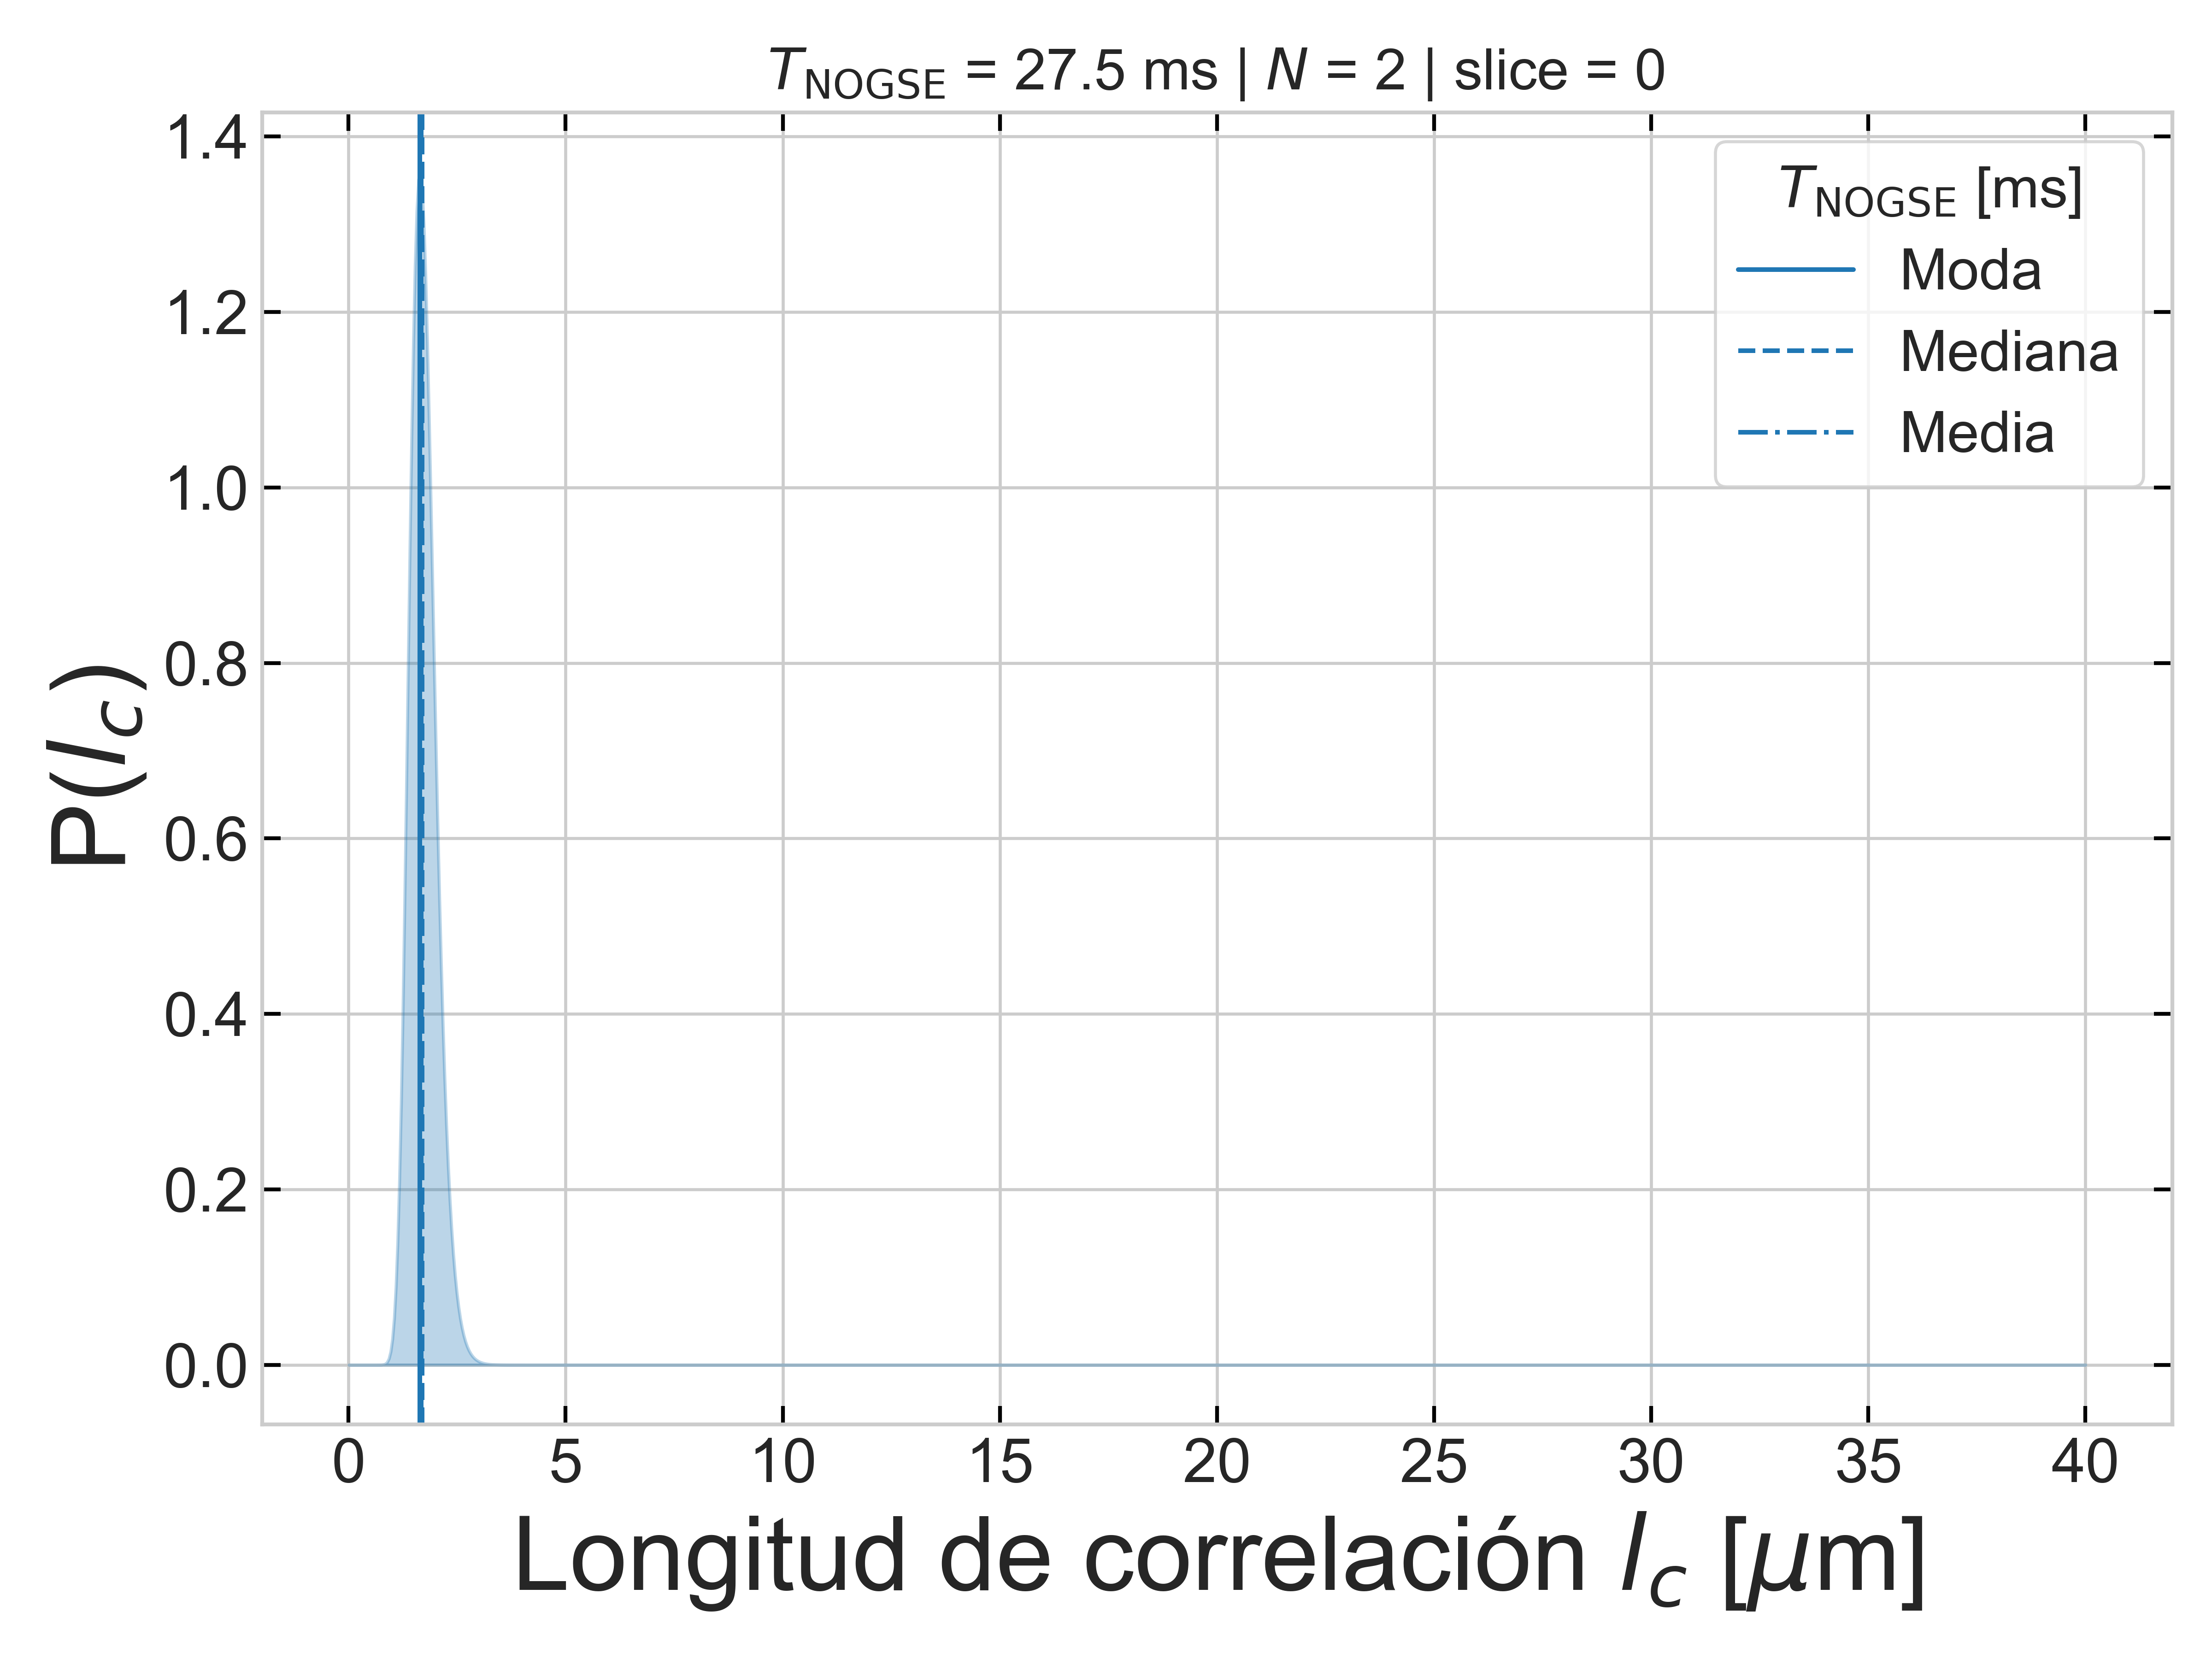 T_NOGSE = 27.5 ms | N = 2 | slice = 0
T_NOGSE [ms]
Moda
Mediana
Media
P(l_c)
1.4
1.2
1.0
0.8
0.6
0.4
0.2
0.0
0 5 10 15 20 25 30 35 40
Longitud de correlación l_c [μm]